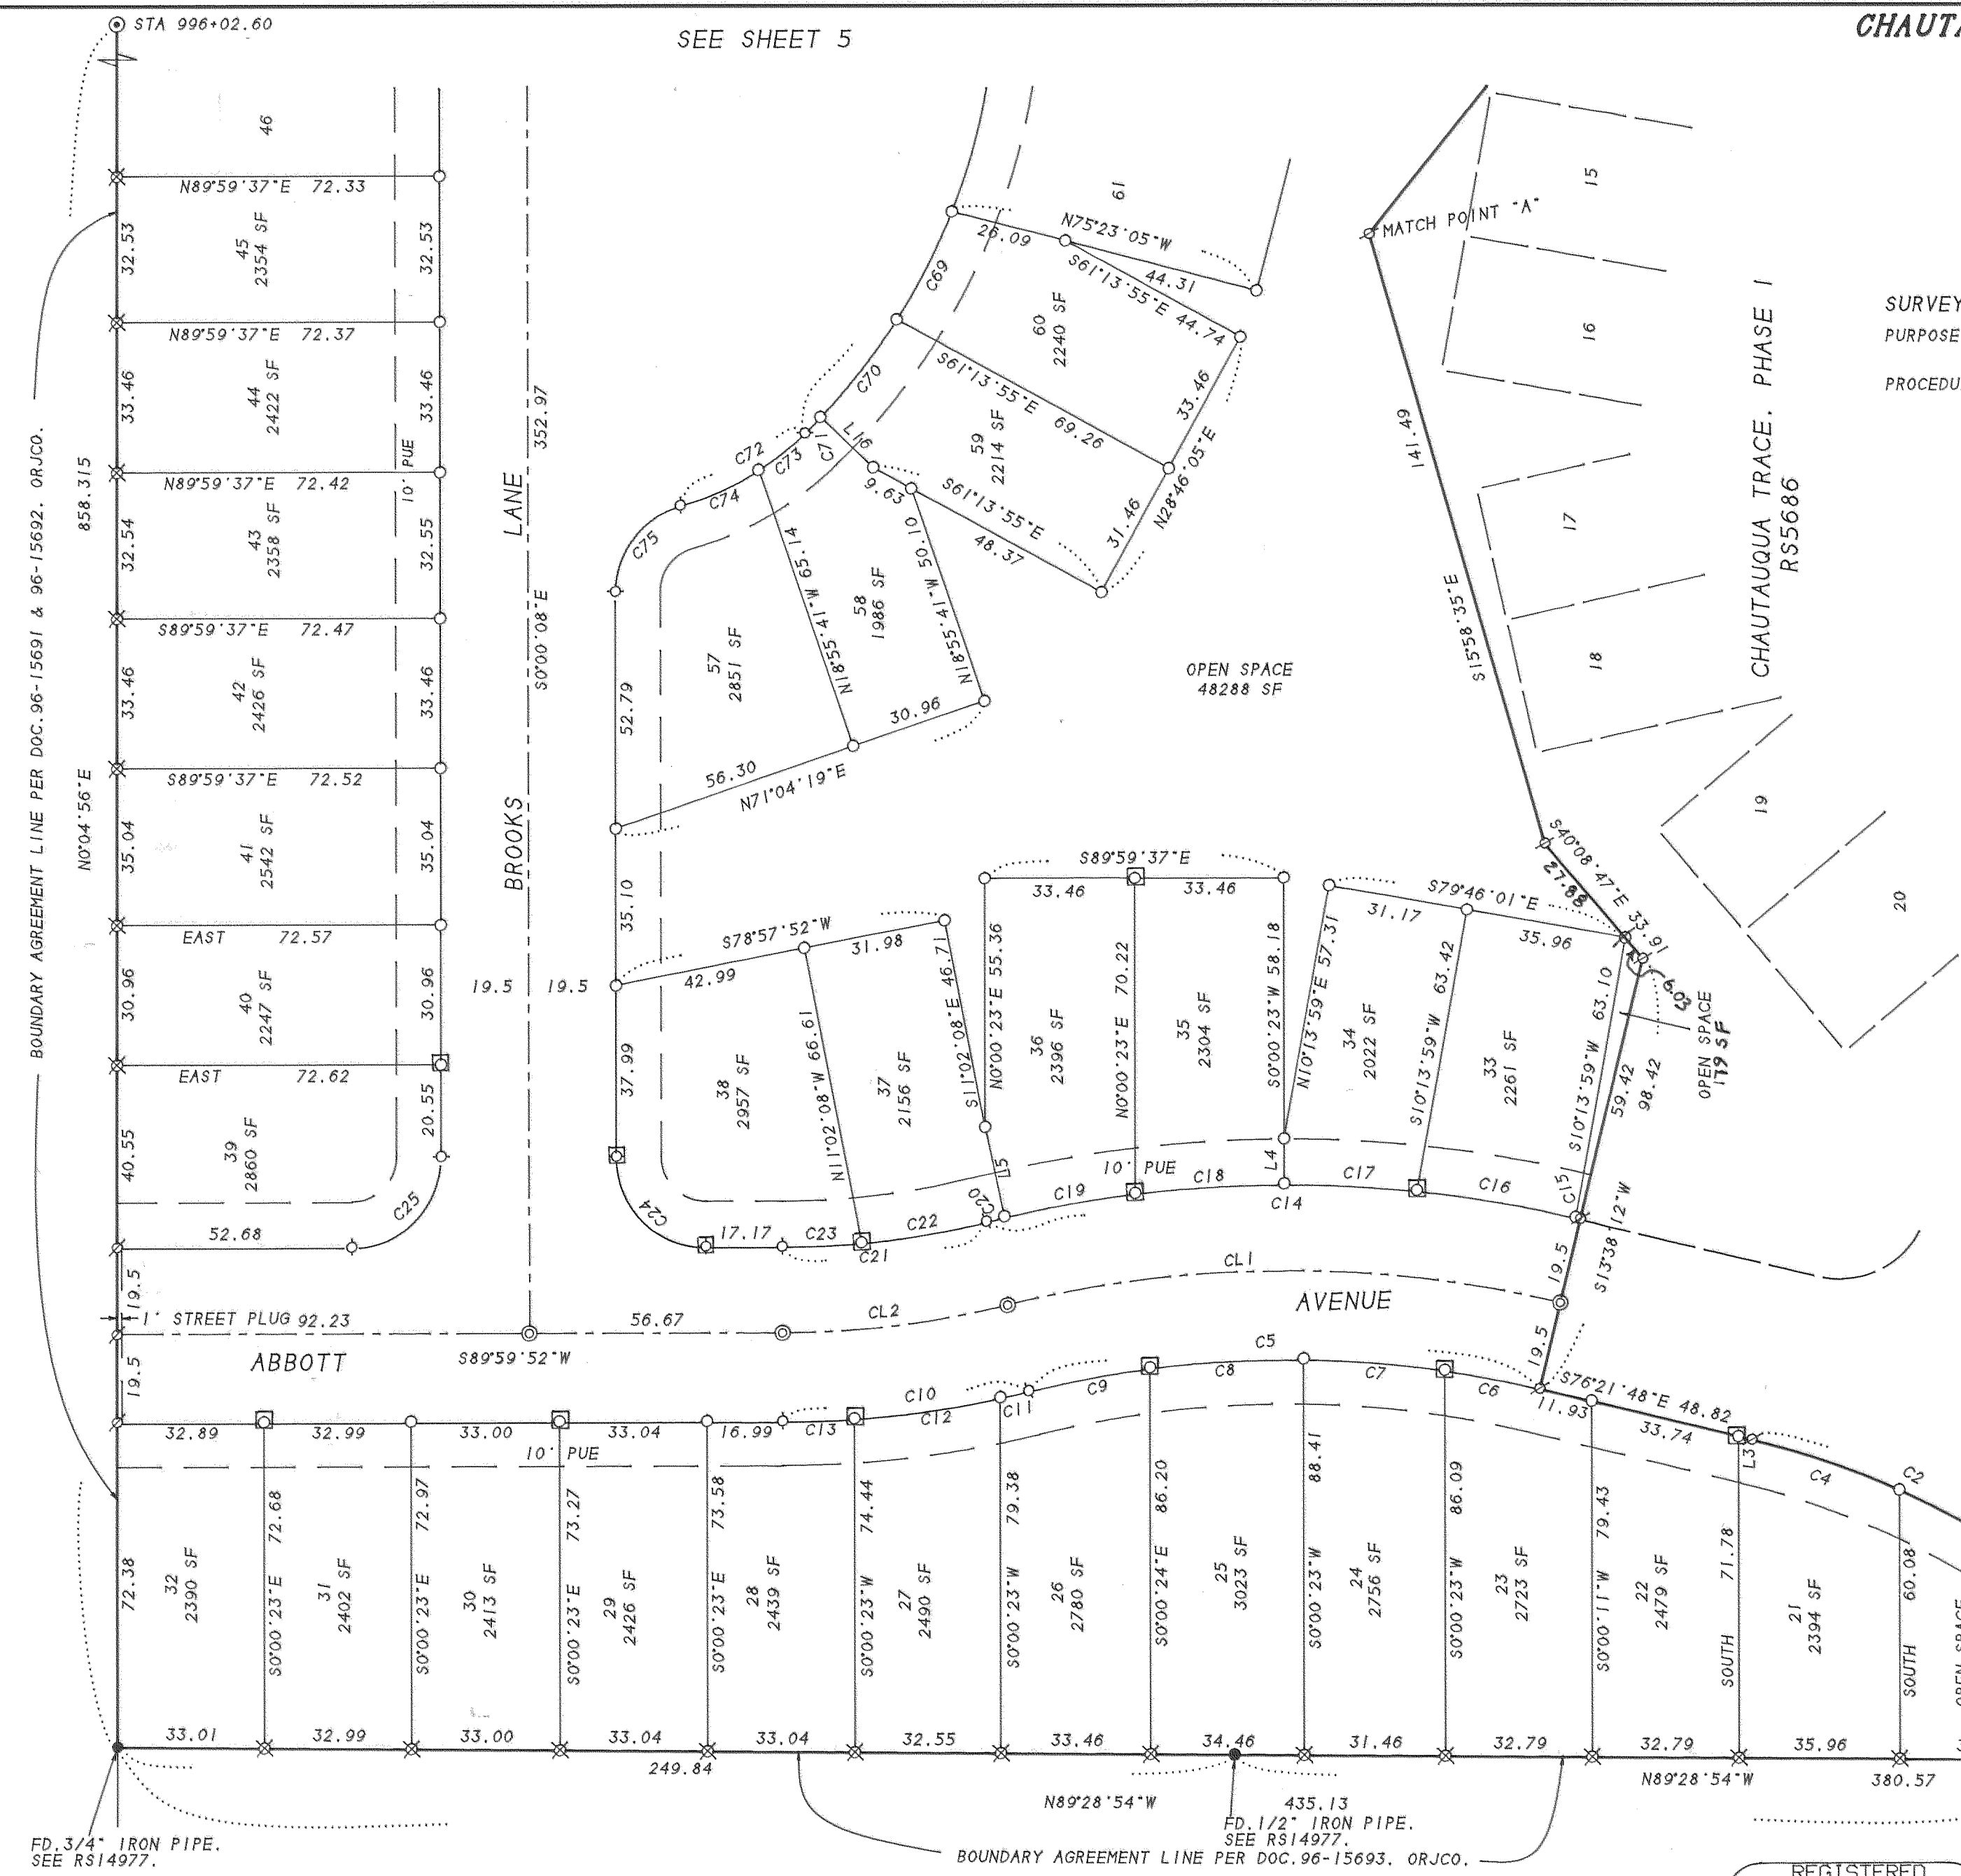 STA 996+02.60
SEE SHEET 5
CHAUTA
46
N89°59'37"E 72.33
32.53
45
2354 SF
32.53
N89°59'37"E 72.37
33.46
44
2422 SF
33.46
10' PUE
N89°59'37"E 72.42
32.54
43
2358 SF
32.55
S89°59'37"E 72.47
33.46
42
2426 SF
33.46
S89°59'37"E 72.52
35.04
41
2542 SF
35.04
EAST 72.57
30.96
40
2247 SF
30.96
EAST 72.62
40.55
39
2860 SF
20.55
C25
52.68
858.315
N0°04'56"E
BOUNDARY AGREEMENT LINE PER DOC.96-15691 & 96-15692. ORJCO.
BROOKS LANE
352.97
S0°00'08"E
19.5 19.5
61
N75°23'05"W
26.09
44.31
C69
S61°13'55"E 44.74
60
2240 SF
33.46
C70
S61°13'55"E 69.26
59
2214 SF
31.46
N28°46'05"E
C71
L16
9.63
S61°13'55"E
48.37
C72
C73
C74
C75
N18°55'41"W 65.14
58
1986 SF
N18°55'41"W 50.10
57
2851 SF
52.79
30.96
56.30
N71°04'19"E
35.10
OPEN SPACE
48288 SF
MATCH POINT "A"
141.49
S15°58'35"E
15
16
17
18
19
20
CHAUTAUQUA TRACE, PHASE 1
RS5686
SURVEY
PURPOSE
PROCEDU
S40°08'47"E 33.91
27.88
6.03
OPEN SPACE
179 SF
S78°57'52"W
42.99
31.98
37.99
38
2957 SF
N11°02'08"W 66.61
37
2156 SF
S11°02'08"E 46.71
L5
S89°59'37"E
33.46
33.46
N0°00'23"E 55.36
36
2396 SF
N0°00'23"E 70.22
35
2304 SF
S0°00'23"W 58.18
L4
N10°13'59"E 57.31
34
2022 SF
S79°46'01"E
31.17
35.96
S10°13'59"W 63.42
33
2261 SF
S10°13'59"W 63.10
59.42
98.42
S13°38'12"W
10' PUE
C24
17.17
C23
C21
C22
C20
C19
C18
C14
C17
C16
C15
19.5
19.5
19.5
19.5
1' STREET PLUG 92.23
56.67
CL2
CL1
ABBOTT
S89°59'52"W
AVENUE
32.89
32.99
33.00
33.04
16.99
C13
C10
C12
C11
C9
C8
C5
C7
C6
11.93
S76°21'48"E 48.82
33.74
L3
C4
C2
10' PUE
72.38
32
2390 SF
S0°00'23"E 72.68
31
2402 SF
S0°00'23"E 72.97
30
2413 SF
S0°00'23"E 73.27
29
2426 SF
S0°00'23"E 73.58
28
2439 SF
S0°00'23"W 74.44
27
2490 SF
S0°00'23"W 79.38
26
2780 SF
S0°00'24"E 86.20
25
3023 SF
S0°00'23"W 88.41
24
2756 SF
S0°00'23"W 86.09
23
2723 SF
S0°00'11"W 79.43
22
2479 SF
SOUTH 71.78
21
2394 SF
SOUTH 60.08
OPEN SPACE
33.01
32.99
33.00
33.04
33.04
32.55
33.46
34.46
31.46
32.79
32.79
35.96
249.84
N89°28'54"W 435.13
N89°28'54"W 380.57
FD.3/4" IRON PIPE.
SEE RS14977.
FD.1/2" IRON PIPE.
SEE RS14977.
BOUNDARY AGREEMENT LINE PER DOC.96-15693. ORJCO.
REGISTERED